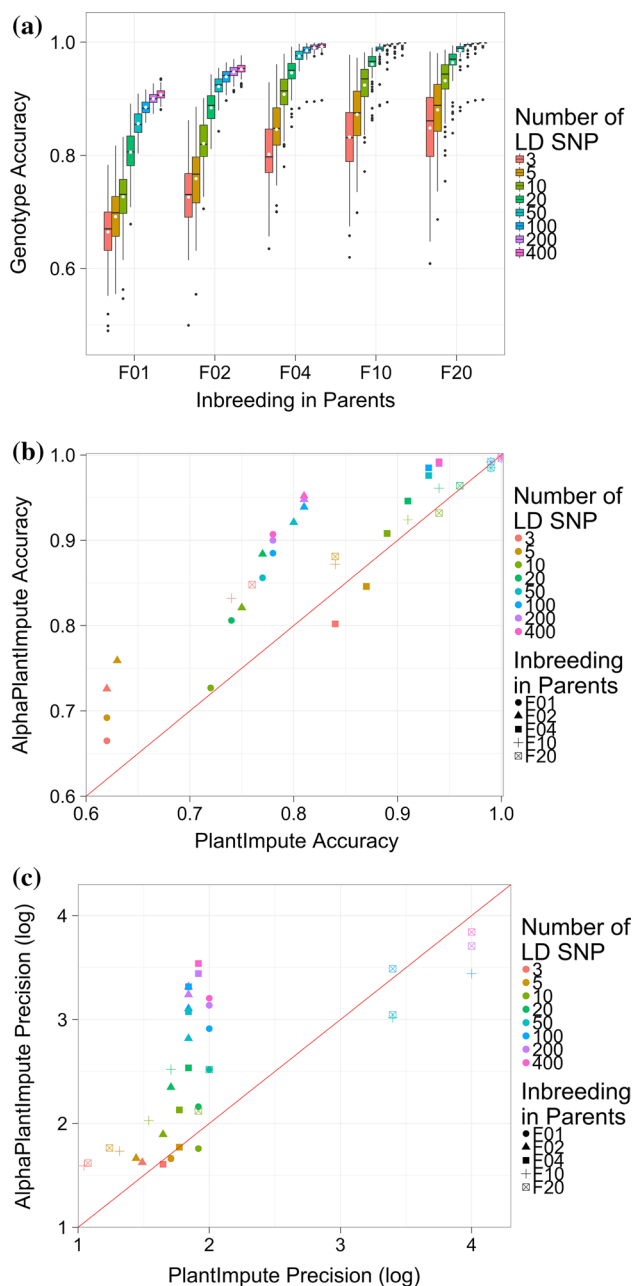 (a)
1.0
0.8
0.6
Genotype Accuracy
F01 F02 F04 F10 F20
Inbreeding in Parents
Number of
LD SNP
3
5
10
20
50
100
200
400
(b)
1.0
0.9
0.8
0.7
0.6
AlphaPlantImpute Accuracy
0.6 0.7 0.8 0.9 1.0
PlantImpute Accuracy
Number of
LD SNP
3
5
10
20
50
100
200
400
Inbreeding
in Parents
F01
F02
F04
F10
F20
(c)
4
3
2
1
AlphaPlantImpute Precision (log)
1 2 3 4
PlantImpute Precision (log)
Number of
LD SNP
3
5
10
20
50
100
200
400
Inbreeding
in Parents
F01
F02
F04
F10
F20